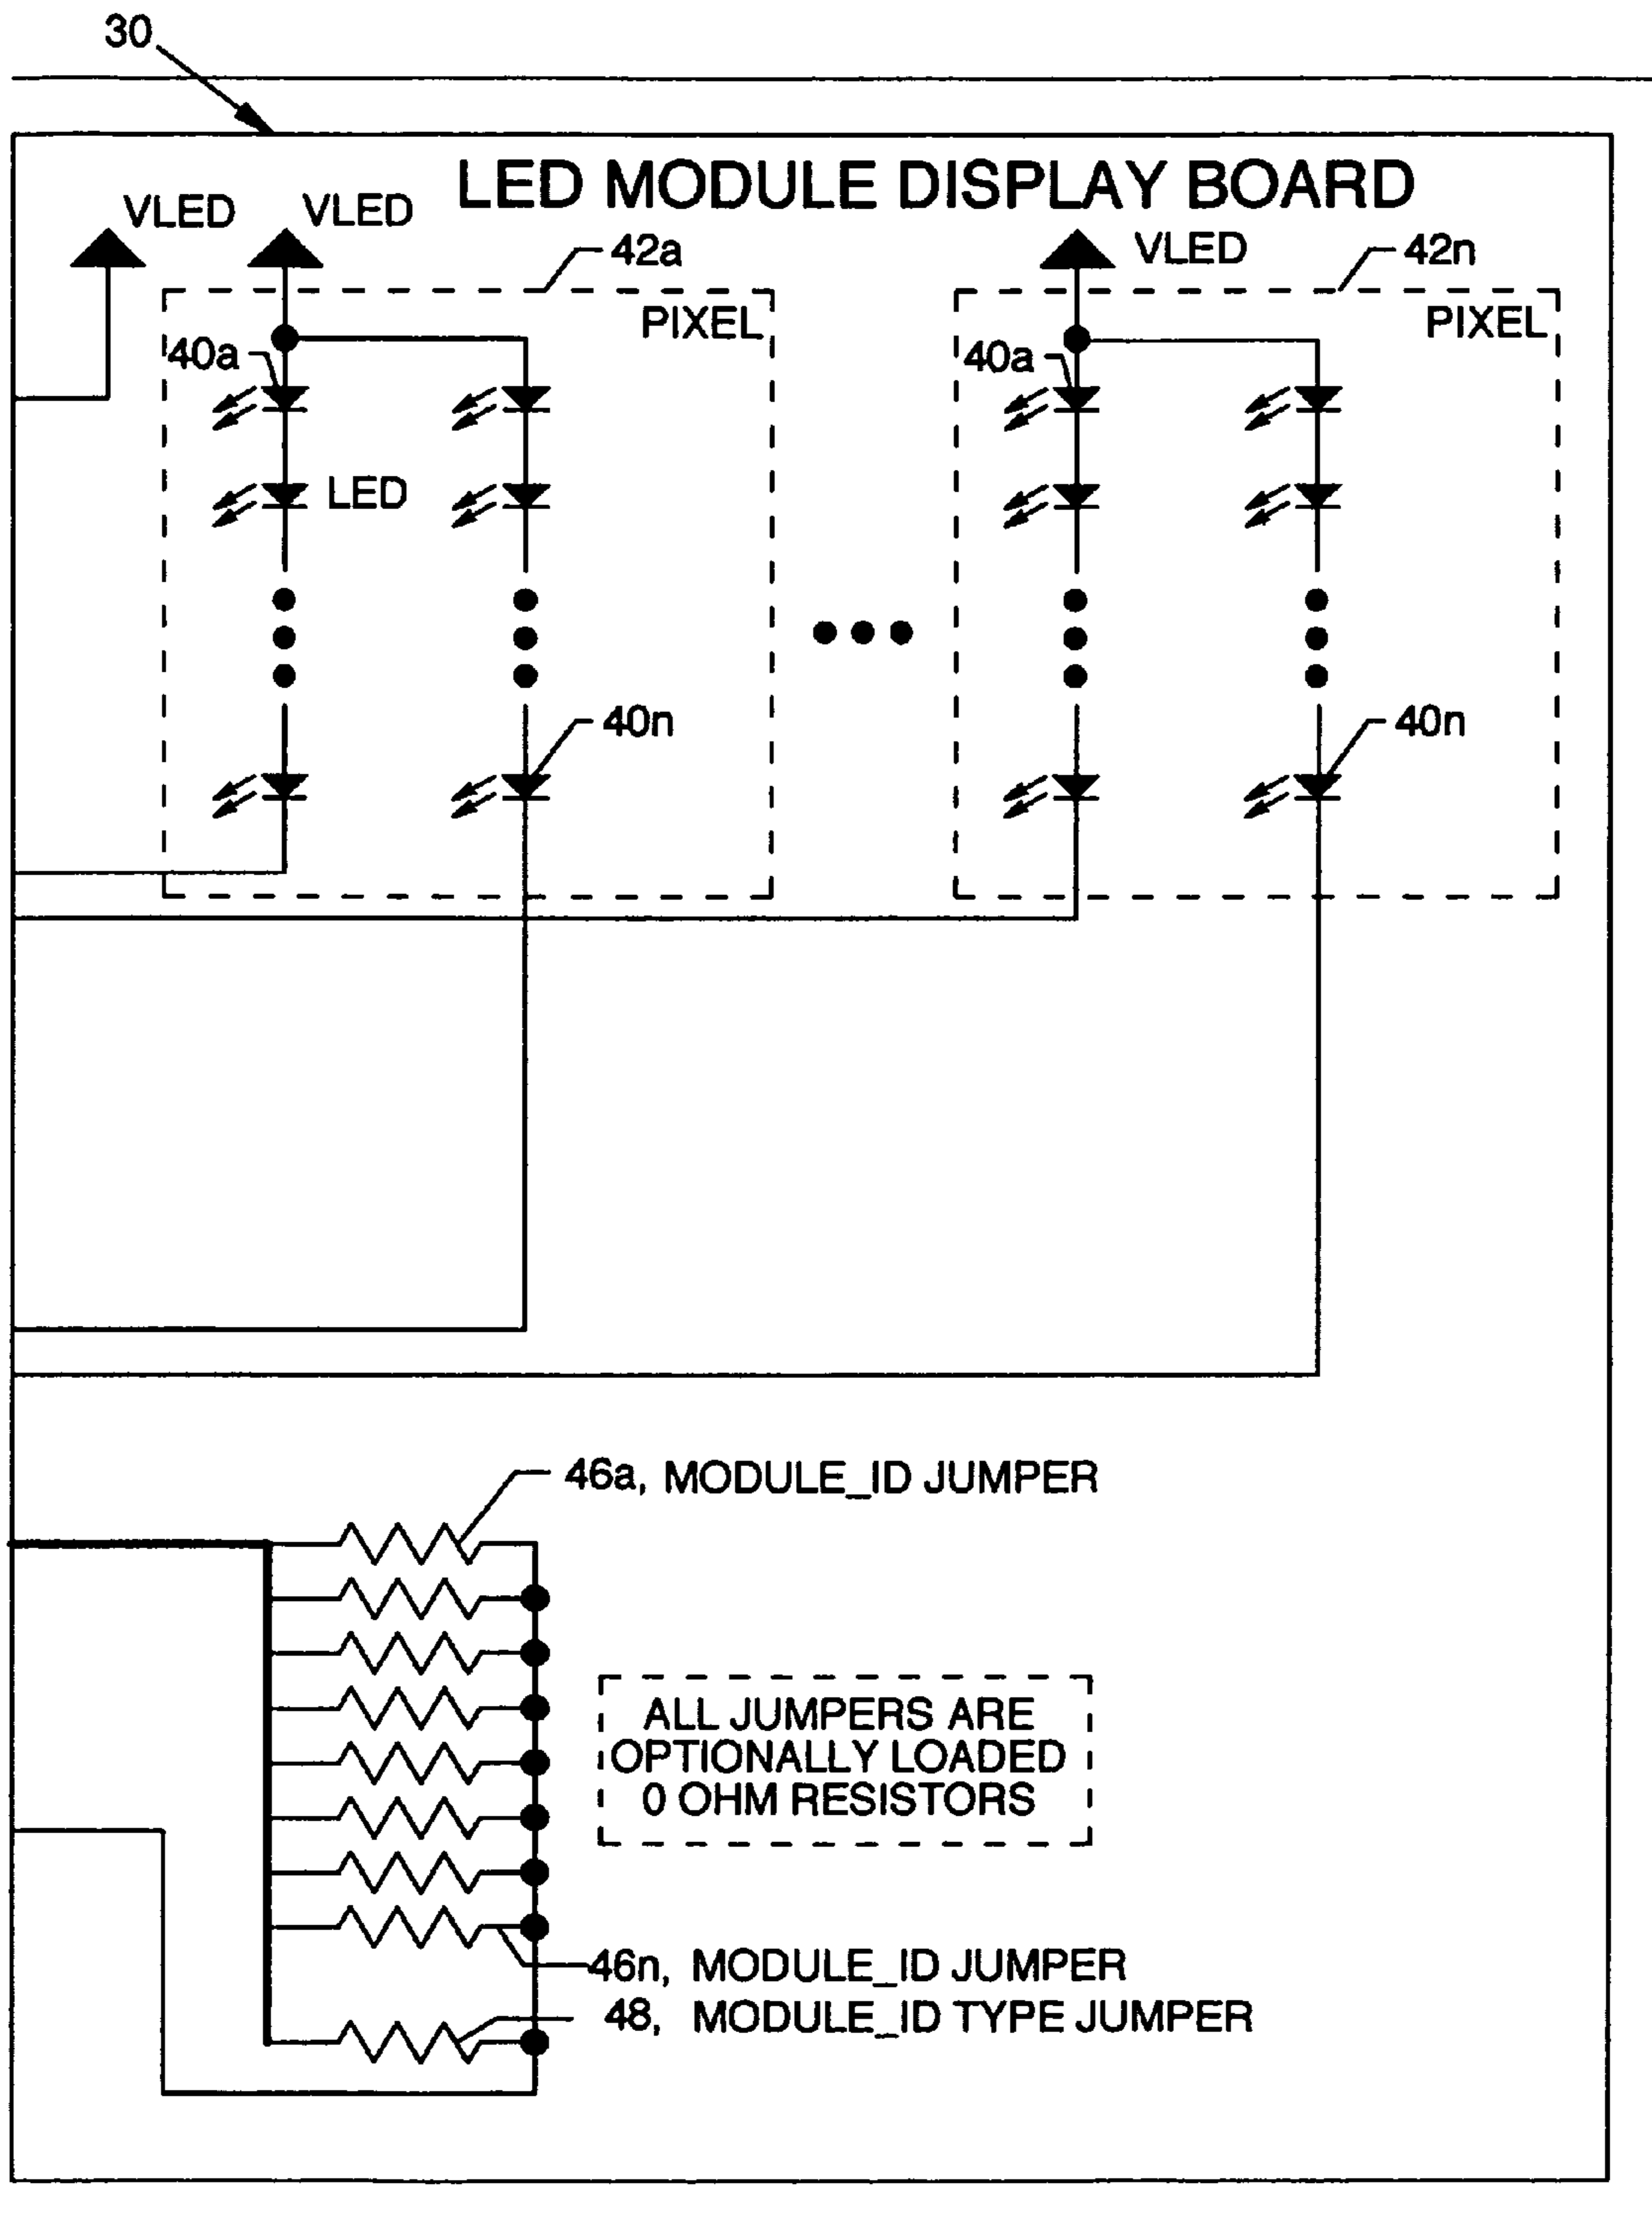 30
LED MODULE DISPLAY BOARD
VLED
VLED
VLED
42a
42n
PIXEL
PIXEL
40a
40a
LED
40n
40n
46a, MODULE_ID JUMPER
ALL JUMPERS ARE
OPTIONALLY LOADED
0 OHM RESISTORS
46n, MODULE_ID JUMPER
48, MODULE_ID TYPE JUMPER